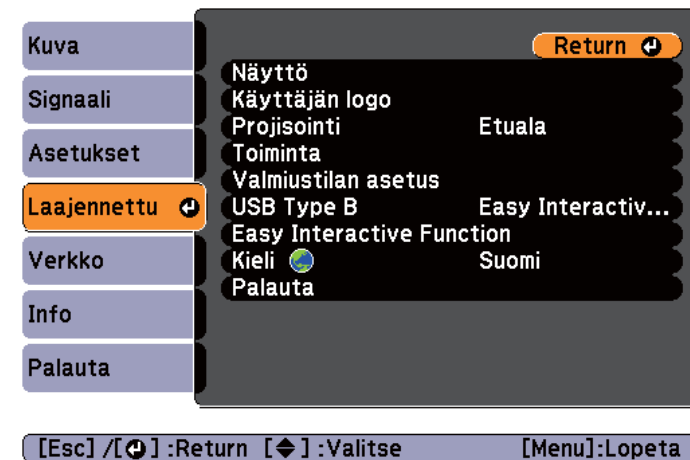 Kuva
Signaali
Asetukset
Laajennettu
Verkko
Info
Palauta
Return
Näyttö
Käyttäjän logo
Projisointi Etuala
Toiminta
Valmiustilan asetus
USB Type B Easy Interactiv...
Easy Interactive Function
Kieli Suomi
Palauta
[Esc] /[ ] :Return [ ] :Valitse [Menu]:Lopeta